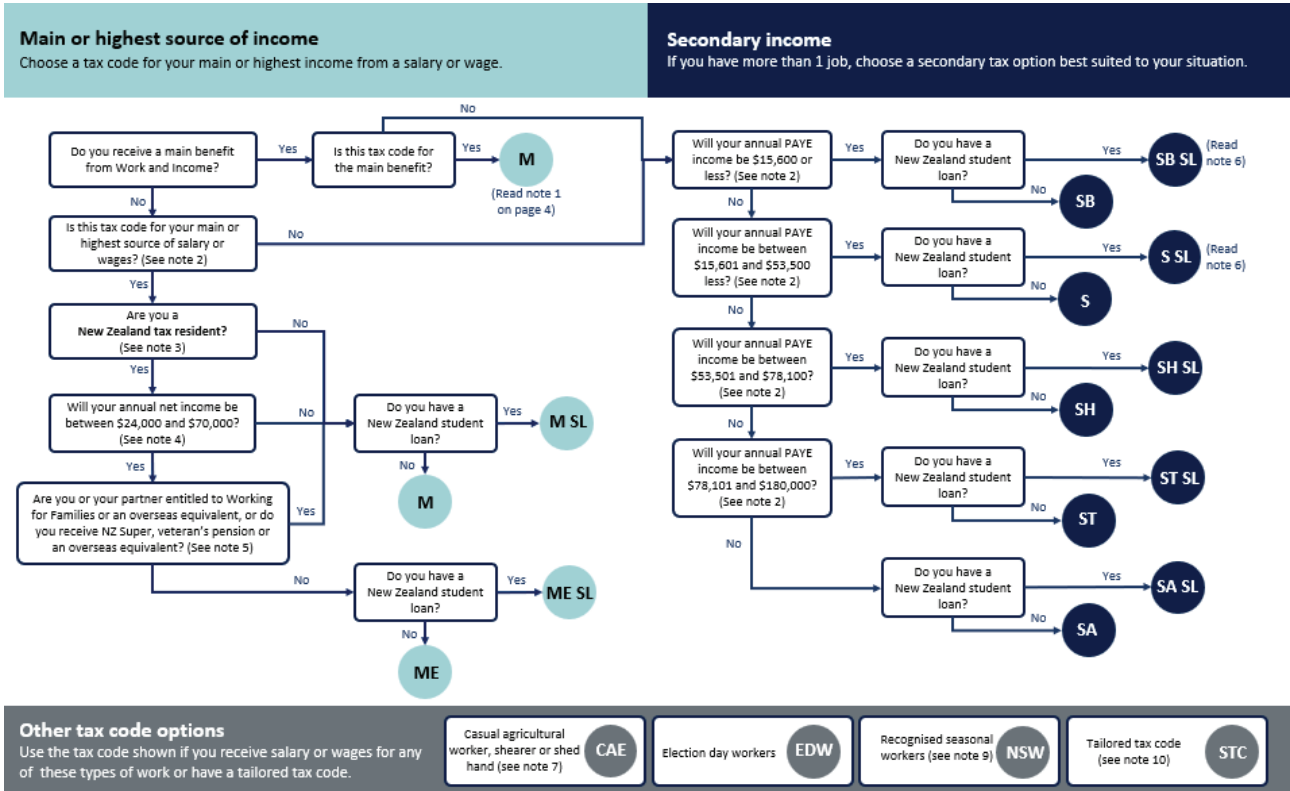 Main or highest source of income
Choose a tax code for your main or highest income from a salary or wage.
Secondary income
If you have more than 1 job, choose a secondary tax option best suited to your situation.
Do you receive a main benefit
from Work and Income?
Yes
Is this tax code for
the main benefit?
No
Yes
M
(Read note 1
on page 4)
No
Is this tax code for your main or
highest source of salary or
wages? (See note 2)
No
Yes
Are you a
New Zealand tax resident?
(See note 3)
No
Yes
Will your annual net income be
between $24,000 and $70,000?
(See note 4)
No
Do you have a
New Zealand student
loan?
Yes
M SL
No
M
Yes
Are you or your partner entitled to Working
for Families or an overseas equivalent, or do
you receive NZ Super, veteran's pension or
an overseas equivalent? (See note 5)
Yes
No
Do you have a
New Zealand student
loan?
Yes
ME SL
No
ME
Will your annual PAYE
income be $15,600 or
less? (See note 2)
Yes
Do you have a
New Zealand student
loan?
Yes
SB SL
(Read
note 6)
No
SB
No
Will your annual PAYE
income be between
$15,601 and $53,500
less? (See note 2)
Yes
Do you have a
New Zealand student
loan?
Yes
S SL
(Read
note 6)
No
S
No
Will your annual PAYE
income be between
$53,501 and $78,100?
(See note 2)
Yes
Do you have a
New Zealand student
loan?
Yes
SH SL
No
SH
No
Will your annual PAYE
income be between
$78,101 and $180,000?
(See note 2)
Yes
Do you have a
New Zealand student
loan?
Yes
ST SL
No
ST
No
Do you have a
New Zealand student
loan?
Yes
SA SL
No
SA
Other tax code options
Use the tax code shown if you receive salary or wages for any
of these types of work or have a tailored tax code.
Casual agricultural
worker, shearer or shed
hand (see note 7)
CAE
Election day workers
EDW
Recognised seasonal
workers (see note 9)
NSW
Tailored tax code
(see note 10)
STC